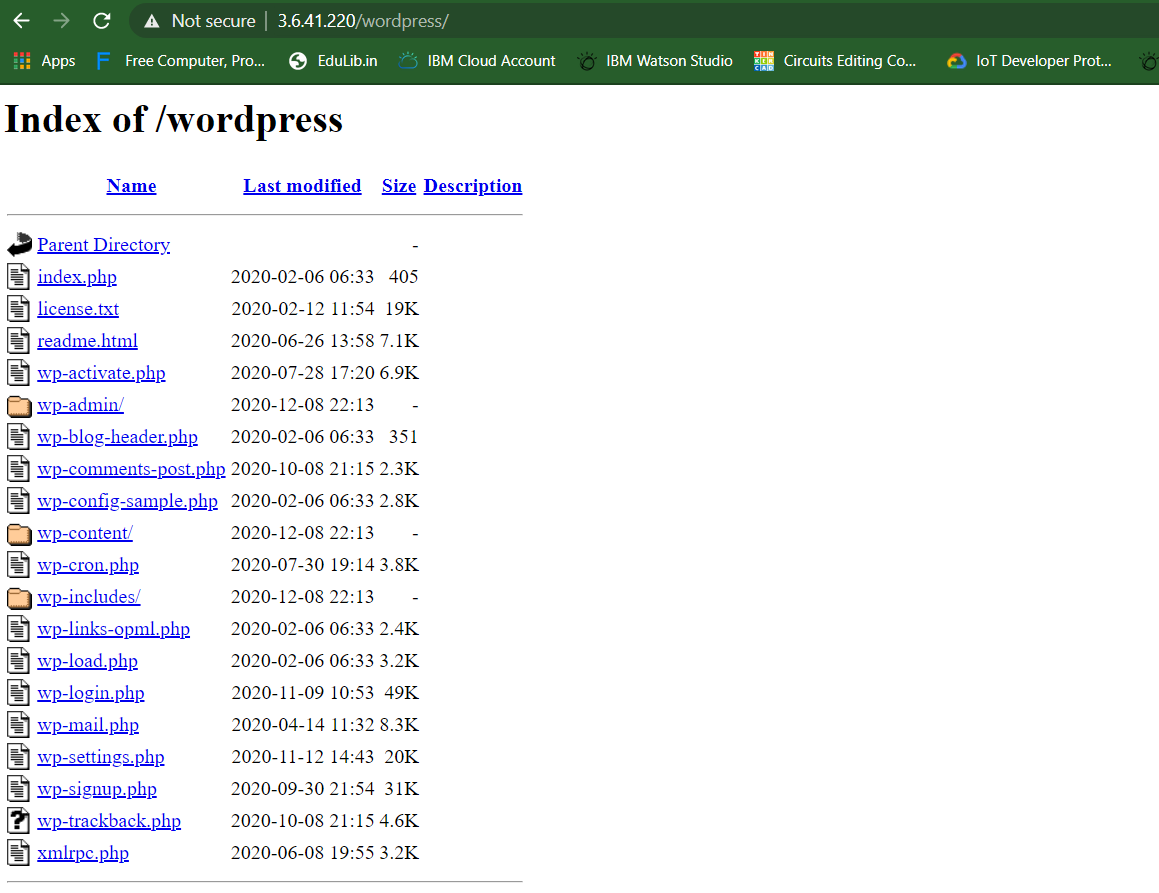 Not secure 3.6.41.220/wordpress/
Apps Free Computer, Pro... EduLib.in IBM Cloud Account IBM Watson Studio Circuits Editing Co... IoT Developer Prot...
Index of /wordpress
Name Last modified Size Description
Parent Directory -
index.php 2020-02-06 06:33 405
license.txt 2020-02-12 11:54 19K
readme.html 2020-06-26 13:58 7.1K
wp-activate.php 2020-07-28 17:20 6.9K
wp-admin/ 2020-12-08 22:13 -
wp-blog-header.php 2020-02-06 06:33 351
wp-comments-post.php 2020-10-08 21:15 2.3K
wp-config-sample.php 2020-02-06 06:33 2.8K
wp-content/ 2020-12-08 22:13 -
wp-cron.php 2020-07-30 19:14 3.8K
wp-includes/ 2020-12-08 22:13 -
wp-links-opml.php 2020-02-06 06:33 2.4K
wp-load.php 2020-02-06 06:33 3.2K
wp-login.php 2020-11-09 10:53 49K
wp-mail.php 2020-04-14 11:32 8.3K
wp-settings.php 2020-11-12 14:43 20K
wp-signup.php 2020-09-30 21:54 31K
wp-trackback.php 2020-10-08 21:15 4.6K
xmlrpc.php 2020-06-08 19:55 3.2K